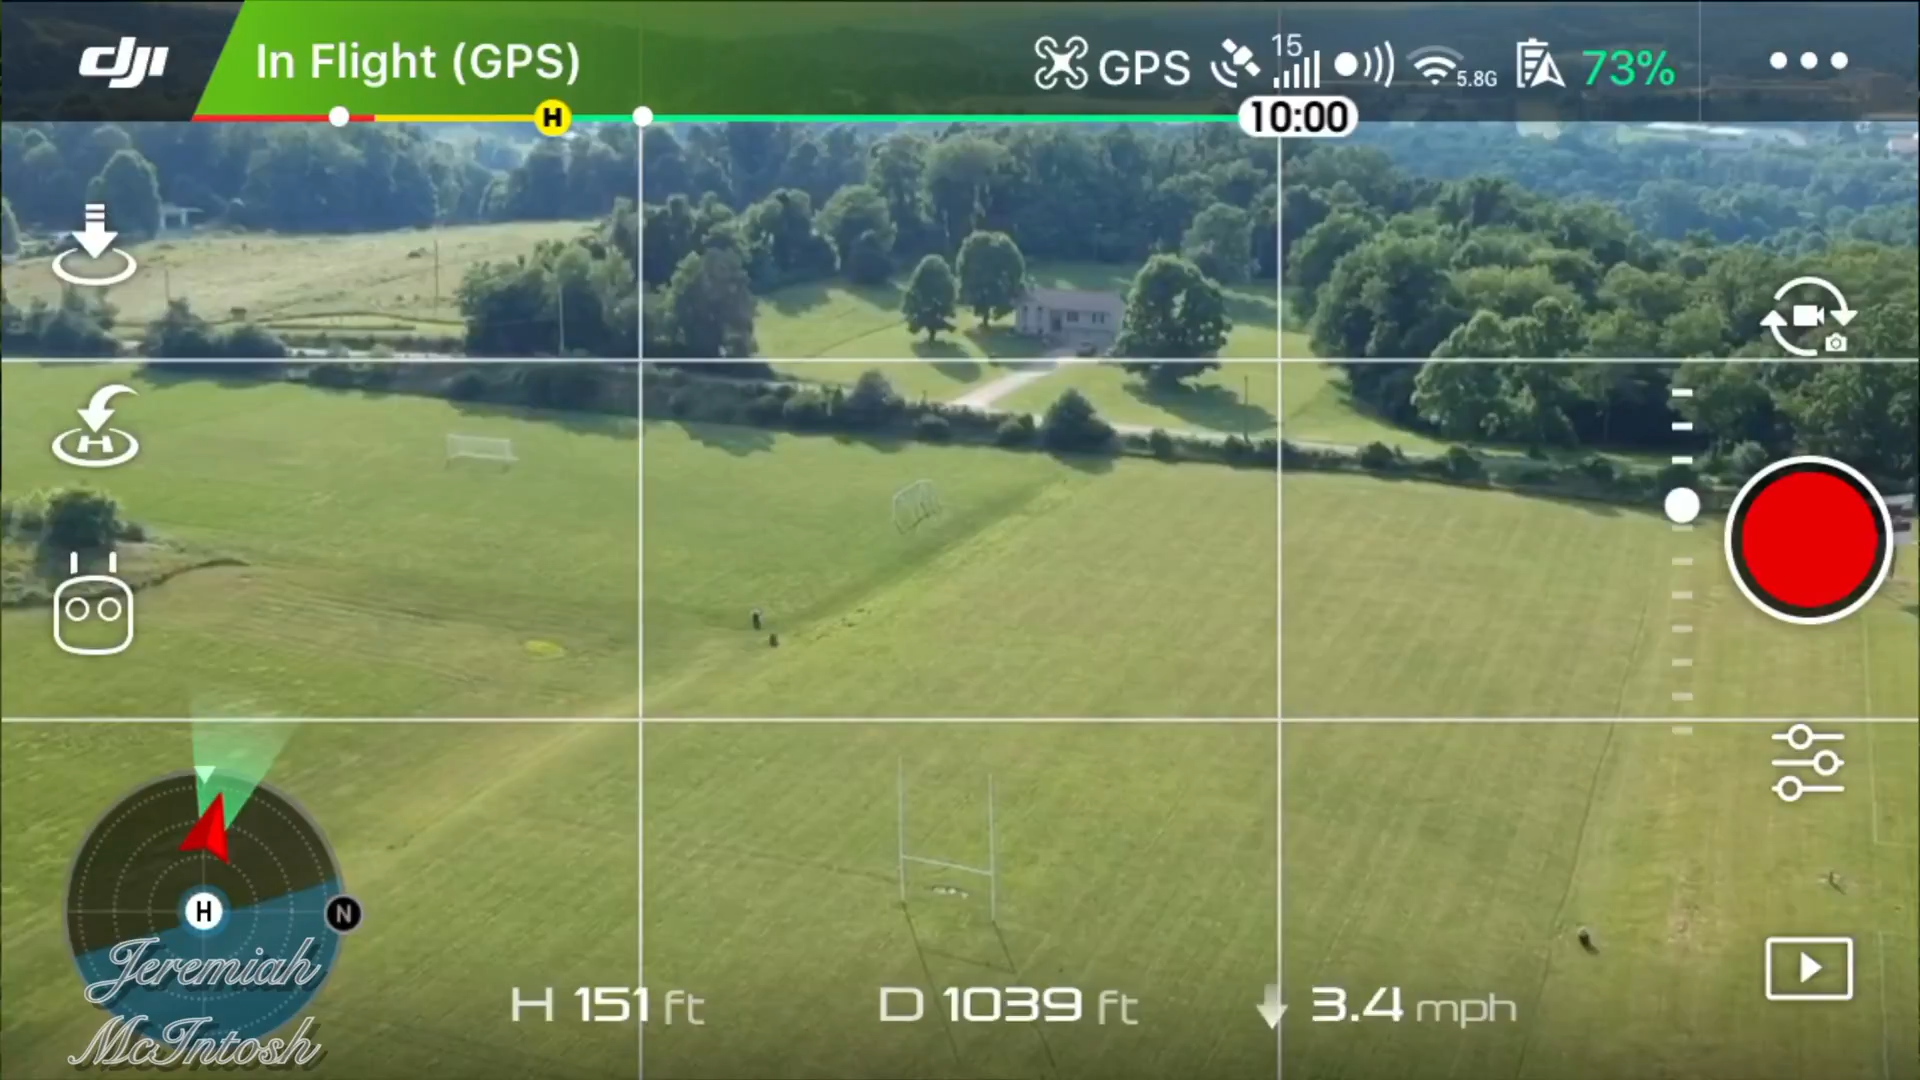 dji In Flight (GPS) GPS 15 5.8G 73%
H 10:00
H
H N
Jeremiah
McIntosh
H 151 ft D 1039 ft 3.4 mph